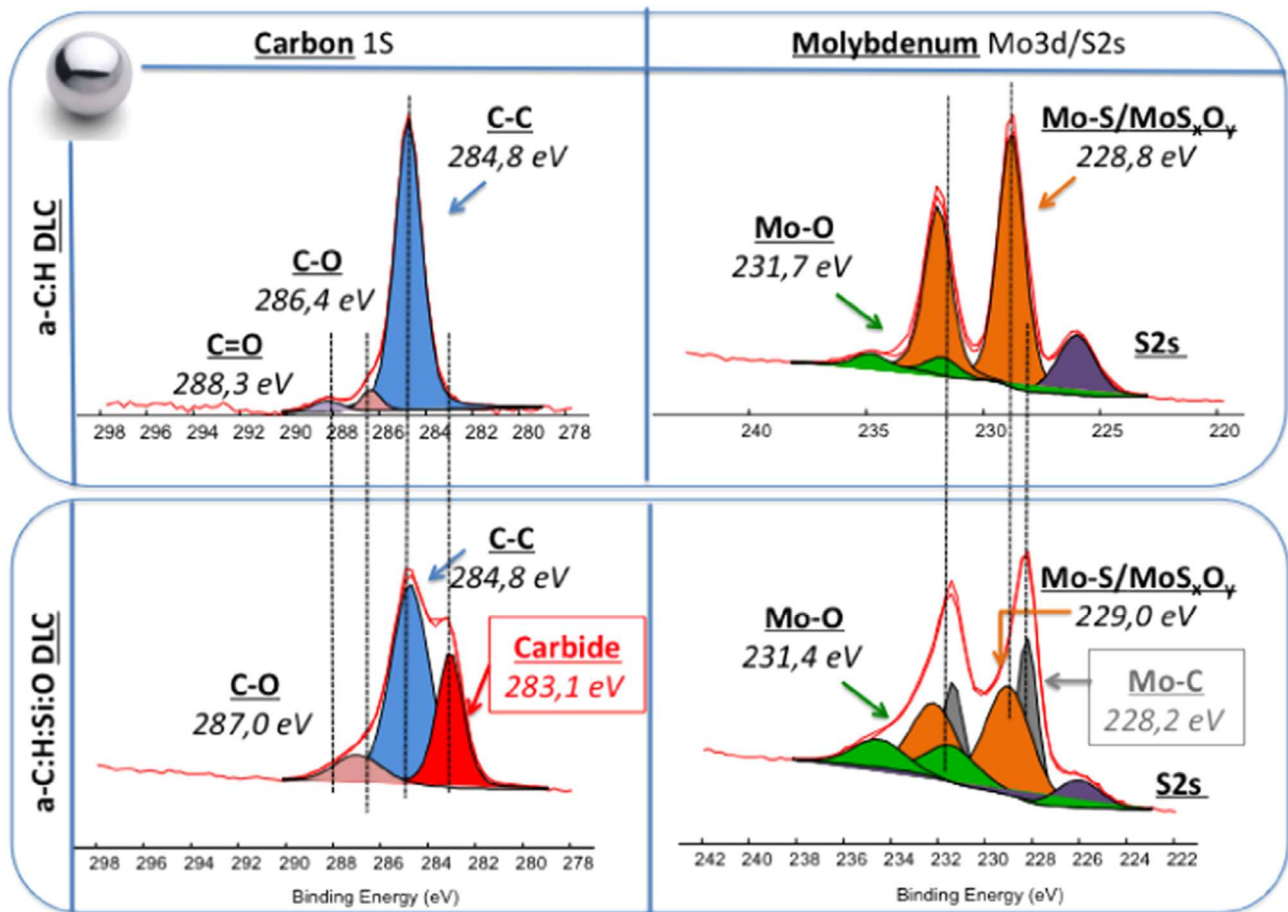 Carbon 1S
Molybdenum Mo3d/S2s
a-C:H DLC
C-C
284,8 eV
C-O
286,4 eV
C=O
288,3 eV
298 296 294 292 290 288 286 284 282 280 278
Mo-S/MoSₓOᵧ
228,8 eV
Mo-O
231,7 eV
S2s
240 235 230 225 220
a-C:H:Si:O DLC
C-C
284,8 eV
Carbide
283,1 eV
C-O
287,0 eV
298 296 294 292 290 288 286 284 282 280 278
Binding Energy (eV)
Mo-S/MoSₓOᵧ
229,0 eV
Mo-O
231,4 eV
Mo-C
228,2 eV
S2s
242 240 238 236 234 232 230 228 226 224 222
Binding Energy (eV)